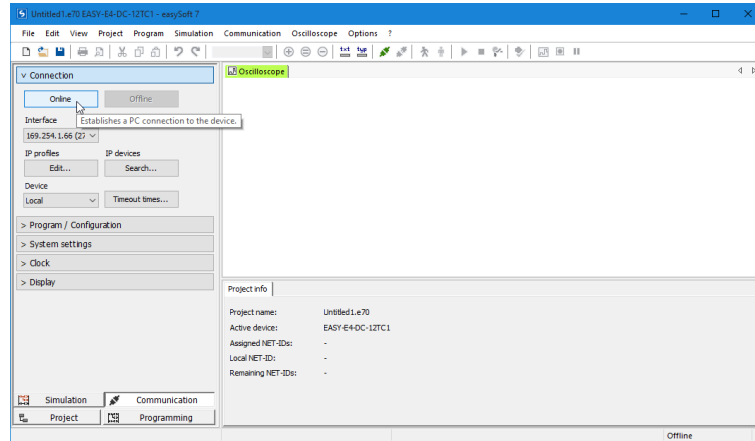 Untitled1.e70 EASY-E4-DC-12TC1 - easySoft 7
File Edit View Project Program Simulation Communication Oscilloscope Options ?
txt typ
v Connection
Oscilloscope
Online Offline
Establishes a PC connection to the device.
Interface
169.254.1.66 (27
IP profiles IP devices
Edit... Search...
Device
Local Timeout times...
> Program / Configuration
> System settings
> Clock
> Display
Project info
Project name: Untitled1.e70
Active device: EASY-E4-DC-12TC1
Assigned NET-IDs: -
Local NET-ID: -
Remaining NET-IDs: -
Simulation Communication
Project Programming
Offline